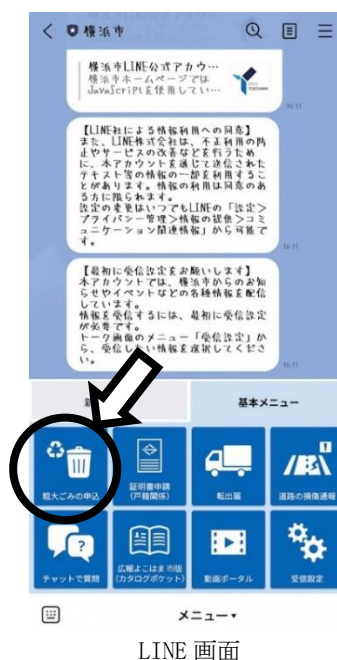 横浜市
横浜市LINE公式アカウ…
横浜市ホームページでは
JavaScriptを使用してい…
16:11
【LINE社による情報利用への同意】
また、LINE株式会社は、不正利用の防
止やサービスの改善などを行うため
に、本アカウントを通じて送信された
テキスト等の情報の一部を利用するこ
とがあります。情報の利用は同意のあ
る方に限られます。
設定の変更はいつでもLINEの「設定>
プライバシー管理>情報の提供>コミ
ュニケーション関連情報」から可能で
す。
16:11
【最初に受信設定をお願いします】
本アカウントでは、横浜市からのお知
らせやイベントなどの各種情報を配信
しています。
情報を受信するには、最初に受信設定
が必要です。
トーク画面のメニュー「受信設定」か
ら、受信したい情報を選択してくださ
い。
16:11
基本メニュー
粗大ごみの申込
証明書申請
(戸籍関係)
転出届
道路の損傷通報
チャットで質問
広報よこはま市版
(カタログポケット)
動画ポータル
受信設定
メニュー▼
LINE 画面